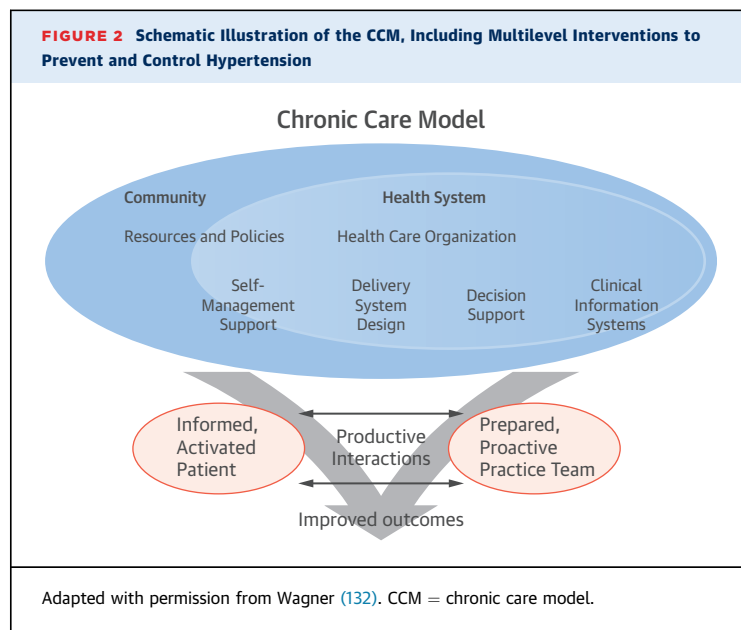 FIGURE 2 Schematic Illustration of the CCM, Including Multilevel Interventions to
Prevent and Control Hypertension
Chronic Care Model
Community
Health System
Resources and Policies
Health Care Organization
Self-
Management
Support
Delivery
System
Design
Decision
Support
Clinical
Information
Systems
Informed,
Activated
Patient
Productive
Interactions
Prepared,
Proactive
Practice Team
Improved outcomes
Adapted with permission from Wagner (132). CCM = chronic care model.